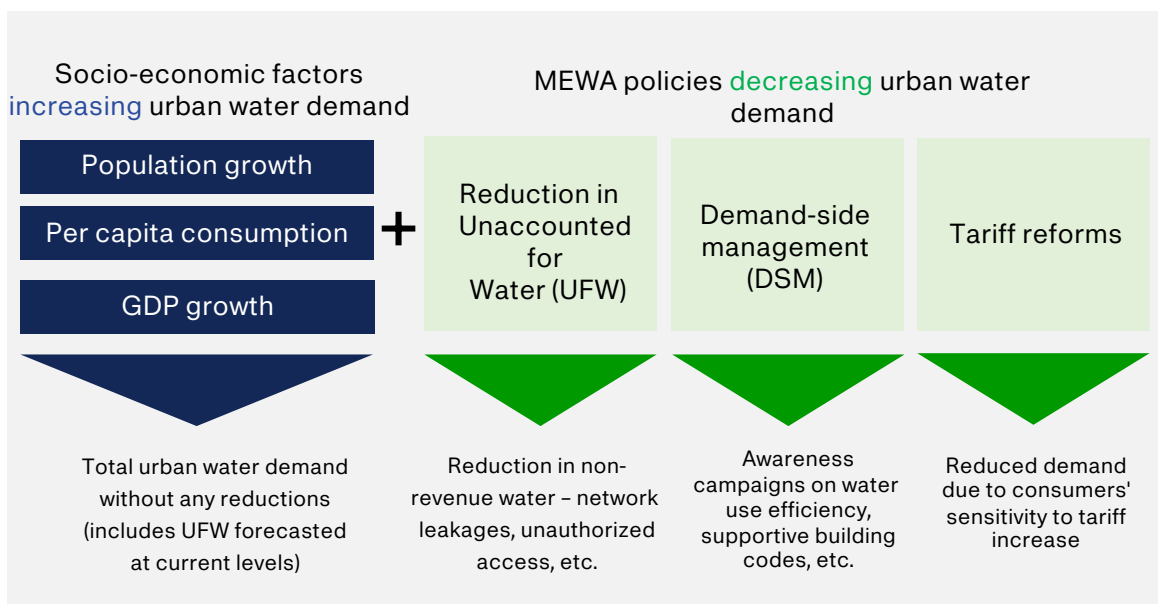 Socio-economic factors
increasing urban water demand
MEWA policies decreasing urban water
demand
Population growth
Per capita consumption
GDP growth
+
Reduction in
Unaccounted
for
Water (UFW)
Demand-side
management
(DSM)
Tariff reforms
Total urban water demand
without any reductions
(includes UFW forecasted
at current levels)
Reduction in non-
revenue water – network
leakages, unauthorized
access, etc.
Awareness
campaigns on water
use efficiency,
supportive building
codes, etc.
Reduced demand
due to consumers'
sensitivity to tariff
increase